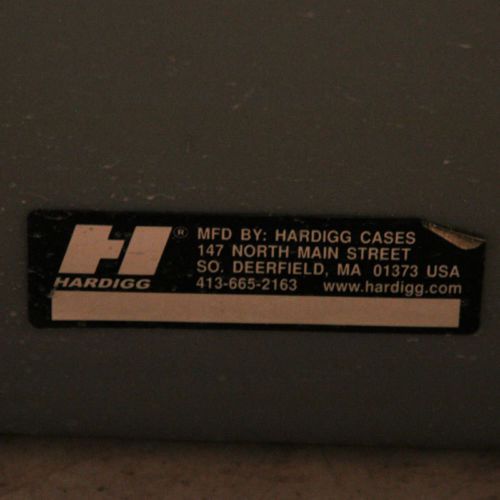 H®
HARDIGG
MFD BY: HARDIGG CASES
147 NORTH MAIN STREET
SO. DEERFIELD, MA 01373 USA
413-665-2163 www.hardigg.com